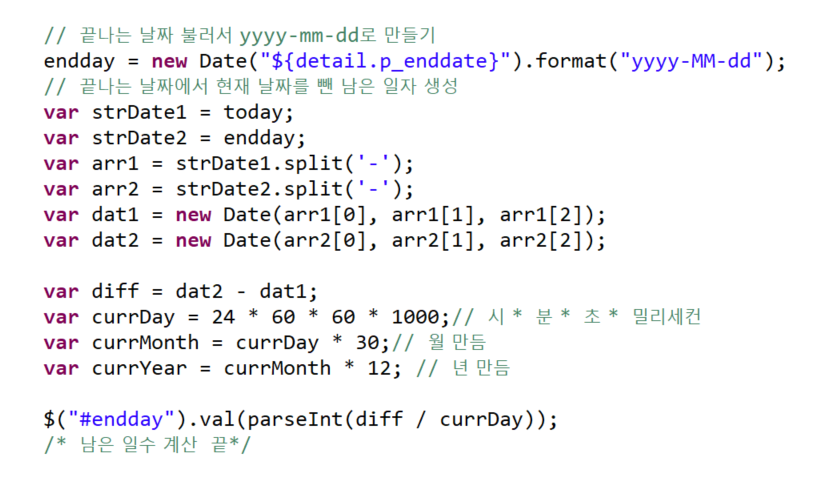 // 끝나는 날짜 불러서 yyyy-mm-dd로 만들기
endday = new Date("${detail.p_enddate}").format("yyyy-MM-dd");
// 끝나는 날짜에서 현재 날짜를 뺀 남은 일자 생성
var strDate1 = today;
var strDate2 = endday;
var arr1 = strDate1.split('-');
var arr2 = strDate2.split('-');
var dat1 = new Date(arr1[0], arr1[1], arr1[2]);
var dat2 = new Date(arr2[0], arr2[1], arr2[2]);
var diff = dat2 - dat1;
var currDay = 24 * 60 * 60 * 1000;// 시 * 분 * 초 * 밀리세컨
var currMonth = currDay * 30;// 월 만듬
var currYear = currMonth * 12; // 년 만듬
$("#endday").val(parseInt(diff / currDay));
/* 남은 일수 계산  끝*/